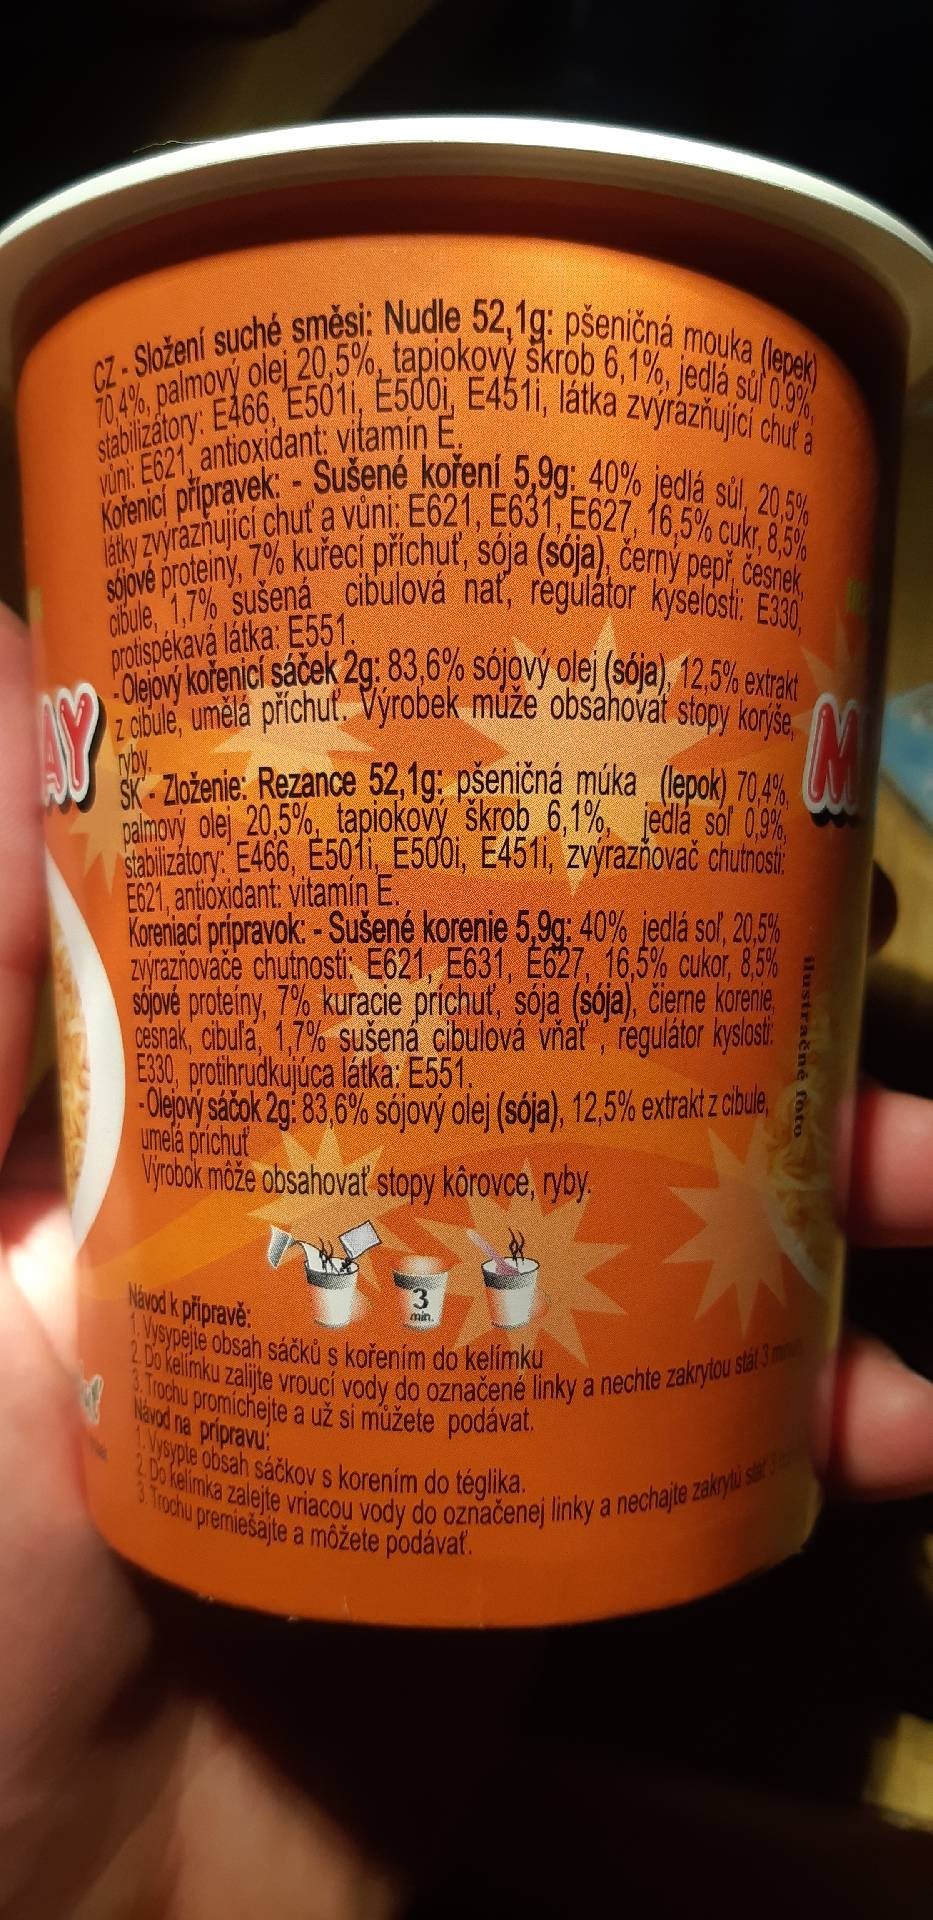 CZ - Složení suché směsi: Nudle 52,1g: pšeničná mouka (lepek)
70,4%, palmový olej 20,5%, tapiokový škrob 6,1%, jedlá sůl 0,9%,
stabilizátory: E466, E501i, E500i, E451i, látka zvýrazňující chuť a
vůni: E621, antioxidant: vitamín E.
Kořenicí přípravek: - Sušené koření 5,9g: 40% jedlá sůl, 20,5%
látky zvýrazňující chuť a vůni: E621, E631, E627, 16,5% cukr, 8,5%
sójové proteiny, 7% kuřecí příchuť, sója (sója), černý pepř, česnek,
cibule, 1,7% sušená cibulová nať, regulátor kyselosti: E330,
protispékavá látka: E551.
- Olejový kořenicí sáček 2g: 83,6% sójový olej (sója), 12,5% extrakt
z cibule, umělá příchuť. Výrobek může obsahovat stopy korýše,
ryby.
AY
M
SK - Zloženie: Rezance 52,1g: pšeničná múka (lepok) 70,4%,
palmový olej 20,5%, tapiokový škrob 6,1%, jedlá soľ 0,9%,
stabilizátory: E466, E501i, E500i, E451i, zvýrazňovač chutnosti:
E621, antioxidant: vitamín E.
Koreniaci prípravok: - Sušené korenie 5,9g: 40% jedlá soľ, 20,5%
zvýrazňovače chutnosti: E621, E631, E627, 16,5% cukor, 8,5%
sójové proteíny, 7% kuracie príchuť, sója (sója), čierne korenie,
cesnak, cibuľa, 1,7% sušená cibulová vňať , regulátor kyslosti:
E330, protihrudkujúca látka: E551.
- Olejový sáčok 2g: 83,6% sójový olej (sója), 12,5% extrakt z cibule,
umelá príchuť
Výrobok môže obsahovať stopy kôrovce, ryby.
ilustračné foto
3
min.
Návod k přípravě:
1. Vysypejte obsah sáčků s kořením do kelímku
2. Do kelímku zalijte vroucí vody do označené linky a nechte zakrytou stát 3
3. Trochu promíchejte a už si můžete podávat.
Návod na prípravu:
1. Vysypte obsah sáčkov s korením do téglika.
2. Do kelímka zalejte vriacou vody do označenej linky a nechajte zakrytú stáť
3. Trochu premiešajte a môžete podávať.